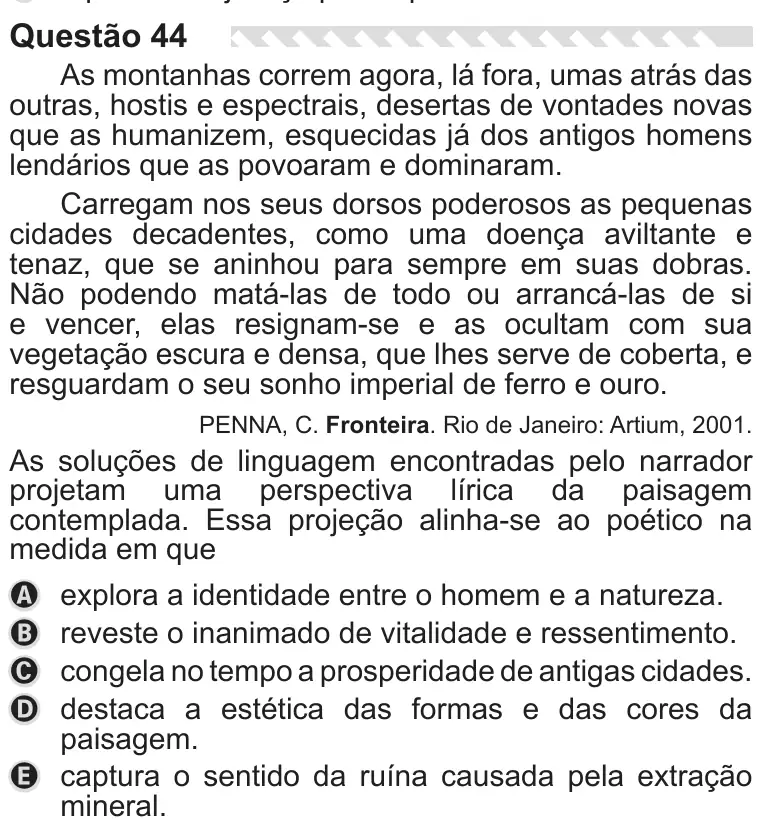 Questão 44
As montanhas correm agora, lá fora, umas atrás das
outras, hostis e espectrais, desertas de vontades novas
que as humanizem, esquecidas já dos antigos homens
lendários que as povoaram e dominaram.
Carregam nos seus dorsos poderosos as pequenas
cidades decadentes, como uma doença aviltante e
tenaz, que se aninhou para sempre em suas dobras.
Não podendo matá-las de todo ou arrancá-las de si
e vencer, elas resignam-se e as ocultam com sua
vegetação escura e densa, que lhes serve de coberta, e
resguardam o seu sonho imperial de ferro e ouro.
PENNA, C. Fronteira. Rio de Janeiro: Artium, 2001.
As soluções de linguagem encontradas pelo narrador
projetam uma perspectiva lírica da paisagem
contemplada. Essa projeção alinha-se ao poético na
medida em que
A explora a identidade entre o homem e a natureza.
B reveste o inanimado de vitalidade e ressentimento.
C congela no tempo a prosperidade de antigas cidades.
D destaca a estética das formas e das cores da
paisagem.
E captura o sentido da ruína causada pela extração
mineral.